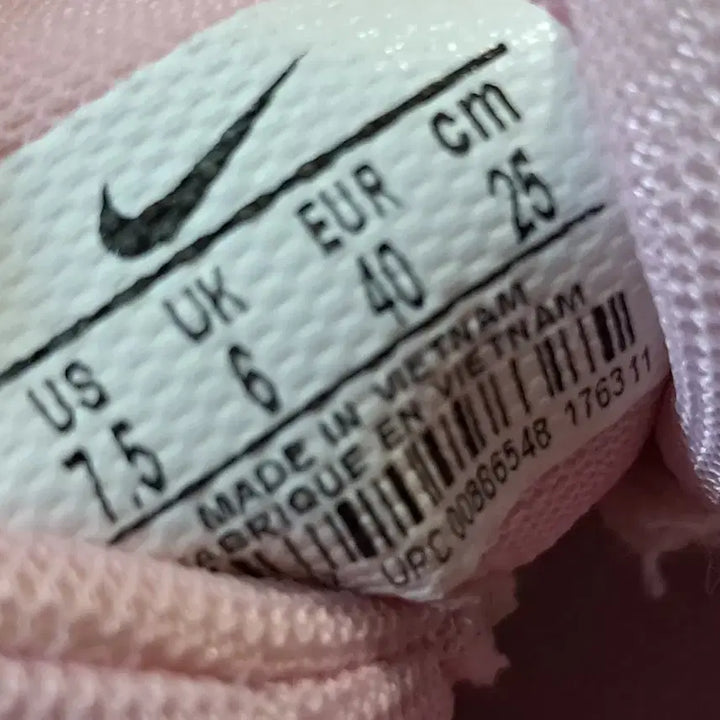 US UK EUR cm
7.5 6 40 25
MADE IN VIETNAM
FABRIQUE EN VIETNAM
UPC 00866548 176311